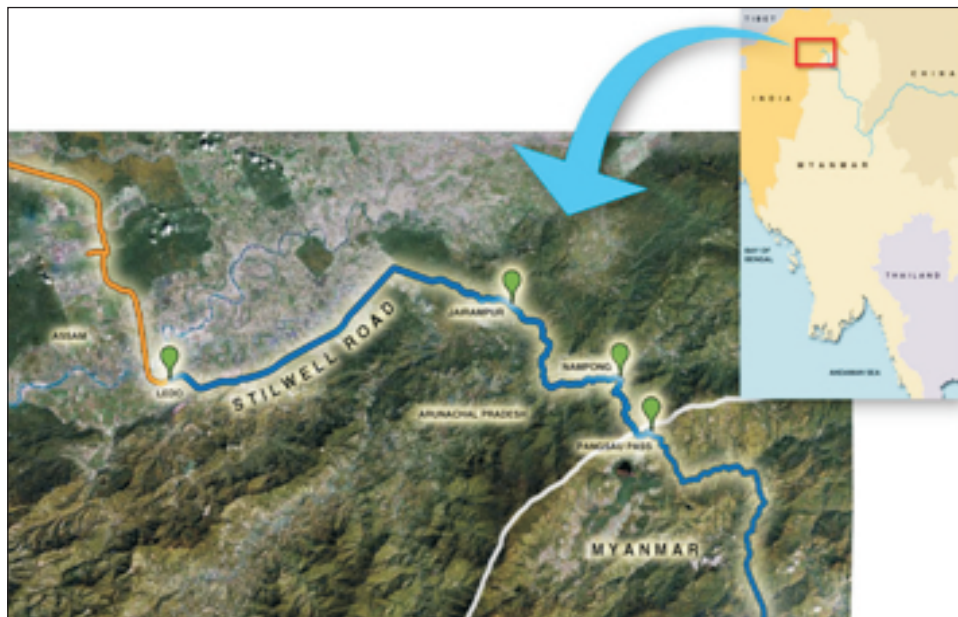 TIBET
CHINA
INDIA
MYANMAR
BAY OF
BENGAL
THAILAND
ANDAMAN SEA
JAIRAMPUR
ASSAM
STILWELL ROAD
NAMPONG
LEDO
ARUNACHAL PRADESH
PANGSAU PASS
MYANMAR